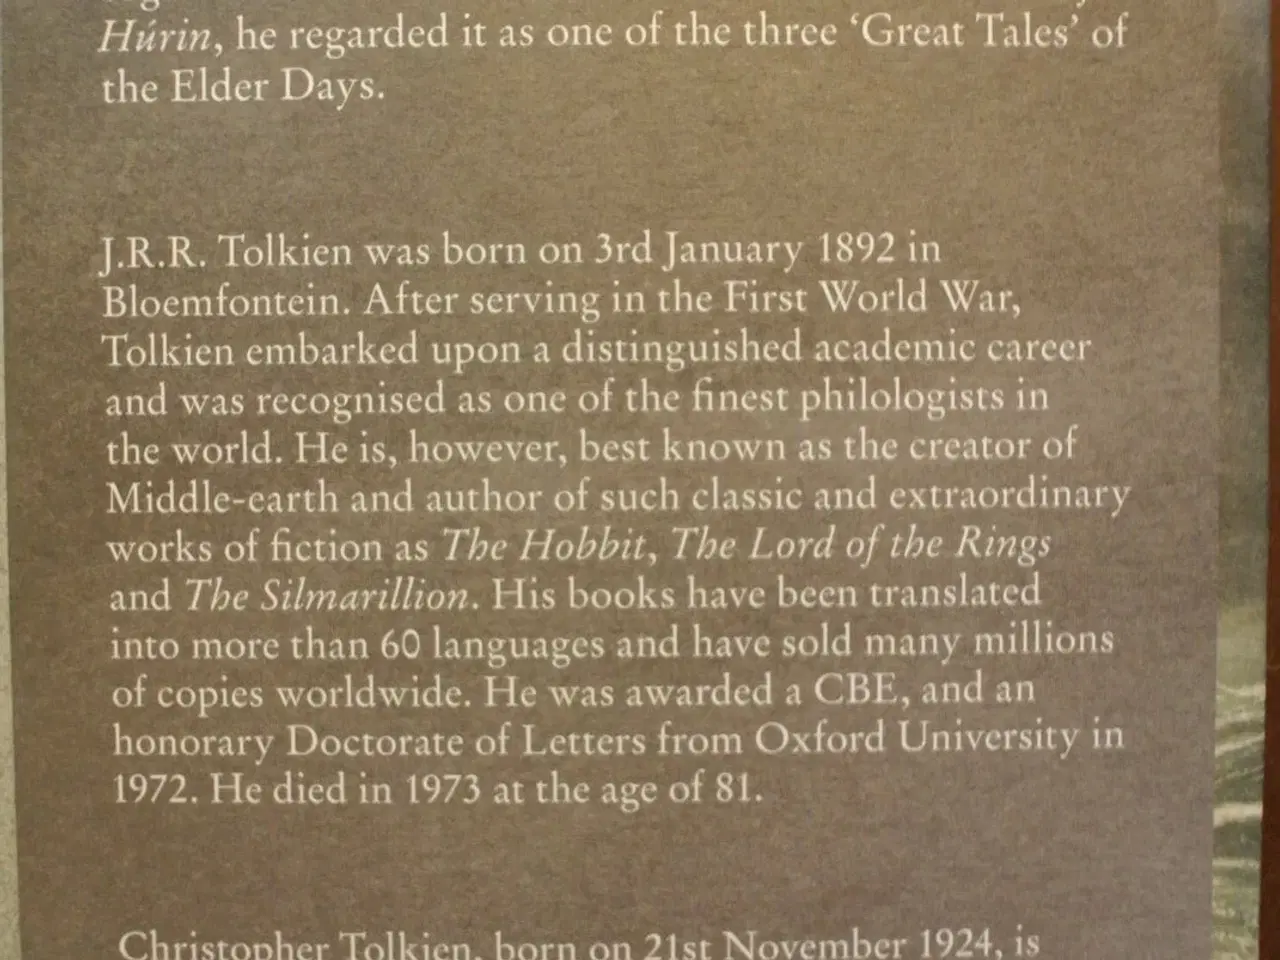 Húrin, he regarded it as one of the three ‘Great Tales’ of
the Elder Days.
J.R.R. Tolkien was born on 3rd January 1892 in
Bloemfontein. After serving in the First World War,
Tolkien embarked upon a distinguished academic career
and was recognised as one of the finest philologists in
the world. He is, however, best known as the creator of
Middle-earth and author of such classic and extraordinary
works of fiction as The Hobbit, The Lord of the Rings
and The Silmarillion. His books have been translated
into more than 60 languages and have sold many millions
of copies worldwide. He was awarded a CBE, and an
honorary Doctorate of Letters from Oxford University in
1972. He died in 1973 at the age of 81.
Christopher Tolkien, born on 21st November 1924, is